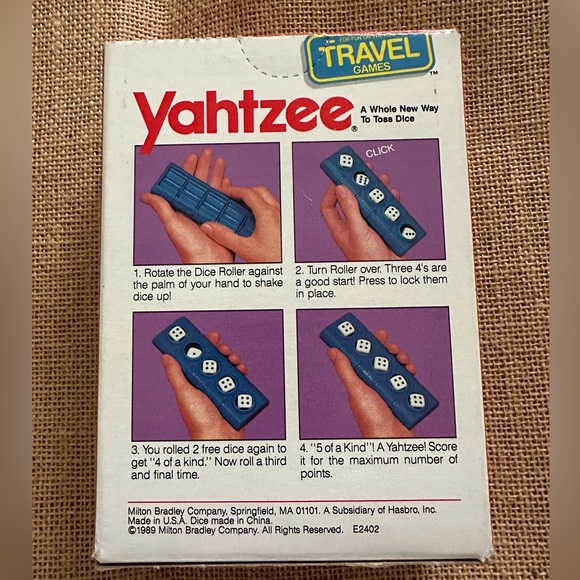 FOR FUN ON THE
TRAVEL
GAMES
™
Yahtzee®
A Whole New Way
To Toss Dice
CLICK
1. Rotate the Dice Roller against
the palm of your hand to shake
dice up!
2. Turn Roller over. Three 4's are
a good start! Press to lock them
in place.
3. You rolled 2 free dice again to
get "4 of a kind." Now roll a third
and final time.
4. "5 of a Kind"! A Yahtzee! Score
it for the maximum number of
points.
Milton Bradley Company, Springfield, MA 01101. A Subsidiary of Hasbro, Inc.
Made in U.S.A. Dice made in China.
©1989 Milton Bradley Company. All Rights Reserved. E2402